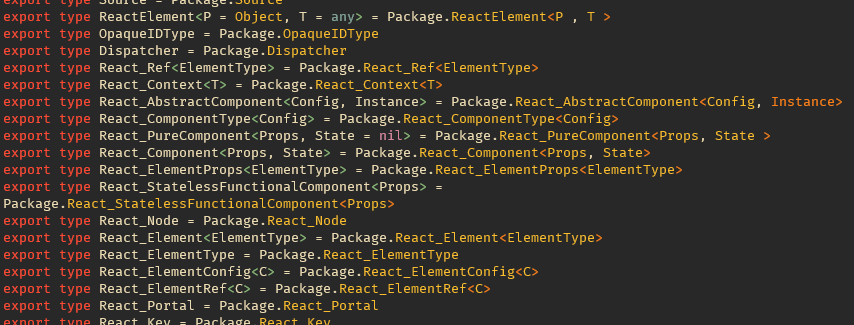 export type Source = Package.Source
export type ReactElement<P = Object, T = any> = Package.ReactElement<P , T >
export type OpaqueIDType = Package.OpaqueIDType
export type Dispatcher = Package.Dispatcher
export type React_Ref<ElementType> = Package.React_Ref<ElementType>
export type React_Context<T> = Package.React_Context<T>
export type React_AbstractComponent<Config, Instance> = Package.React_AbstractComponent<Config, Instance>
export type React_ComponentType<Config> = Package.React_ComponentType<Config>
export type React_PureComponent<Props, State = nil> = Package.React_PureComponent<Props, State >
export type React_Component<Props, State> = Package.React_Component<Props, State>
export type React_ElementProps<ElementType> = Package.React_ElementProps<ElementType>
export type React_StatelessFunctionalComponent<Props> =
Package.React_StatelessFunctionalComponent<Props>
export type React_Node = Package.React_Node
export type React_Element<ElementType> = Package.React_Element<ElementType>
export type React_ElementType = Package.React_ElementType
export type React_ElementConfig<C> = Package.React_ElementConfig<C>
export type React_ElementRef<C> = Package.React_ElementRef<C>
export type React_Portal = Package.React_Portal
export type React_Key = Package.React_Key